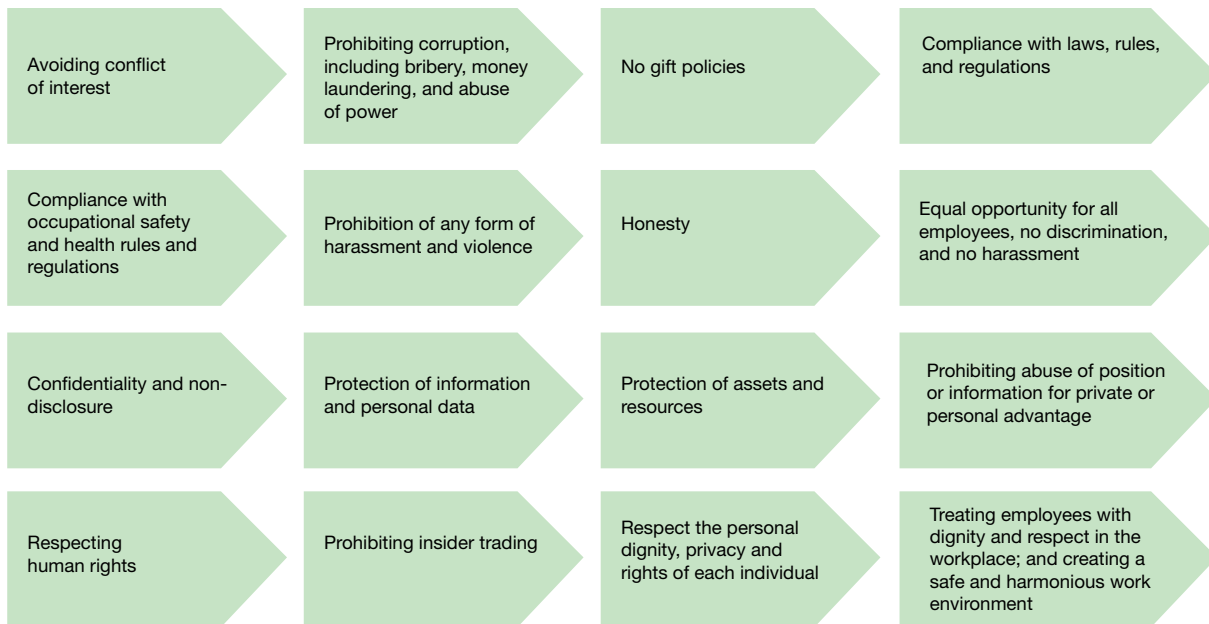 Avoiding conflict
of interest
Prohibiting corruption,
including bribery, money
laundering, and abuse
of power
No gift policies
Compliance with laws, rules,
and regulations
Compliance with
occupational safety
and health rules and
regulations
Prohibition of any form of
harassment and violence
Honesty
Equal opportunity for all
employees, no discrimination,
and no harassment
Confidentiality and non-
disclosure
Protection of information
and personal data
Protection of assets and
resources
Prohibiting abuse of position
or information for private or
personal advantage
Respecting
human rights
Prohibiting insider trading
Respect the personal
dignity, privacy and
rights of each individual
Treating employees with
dignity and respect in the
workplace; and creating a
safe and harmonious work
environment